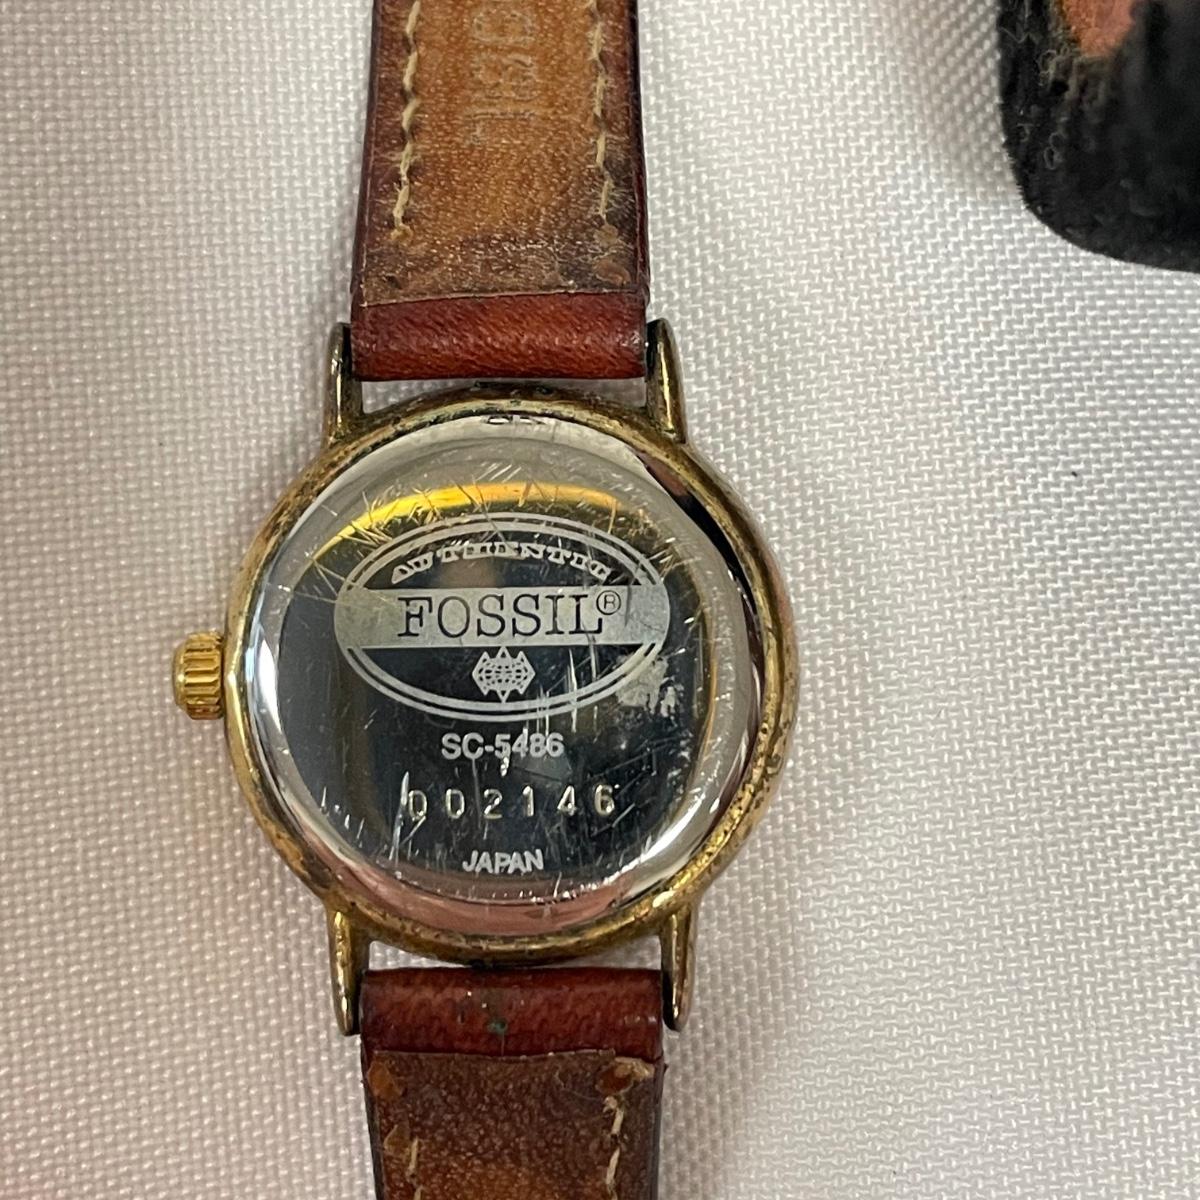 AUTHENTIC
FOSSIL®
SC-5486
002146
JAPAN